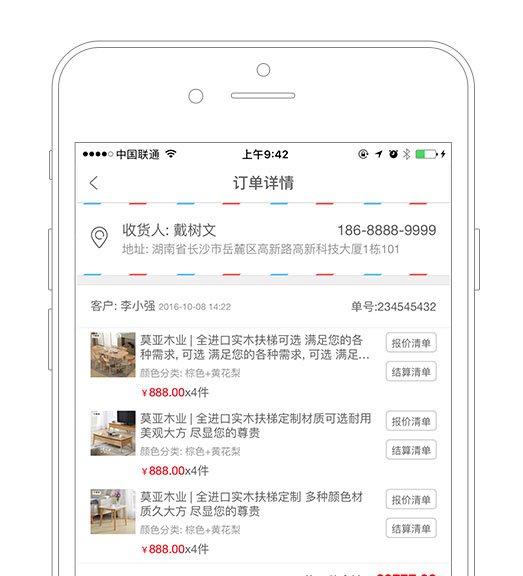 中国联通 上午9:42
订单详情
收货人: 戴树文 186-8888-9999
地址: 湖南省长沙市岳麓区高新路高新科技大厦1栋101
客户: 李小强 2016-10-08 14:22 单号:234545432
莫亚木业 | 全进口实木扶梯可选 满足您的各
种需求, 可选 满足您的各种需求, 可选 满足...
颜色分类: 棕色+黄花梨
¥888.00x4件
报价清单
结算清单
莫亚木业 | 全进口实木扶梯定制材质可选耐用
美观大方 尽显您的尊贵
颜色分类: 棕色+黄花梨
¥888.00x4件
报价清单
结算清单
莫亚木业 | 全进口实木扶梯定制 多种颜色材
质久大方 尽显您的尊贵
颜色分类: 棕色+黄花梨
¥888.00x4件
报价清单
结算清单